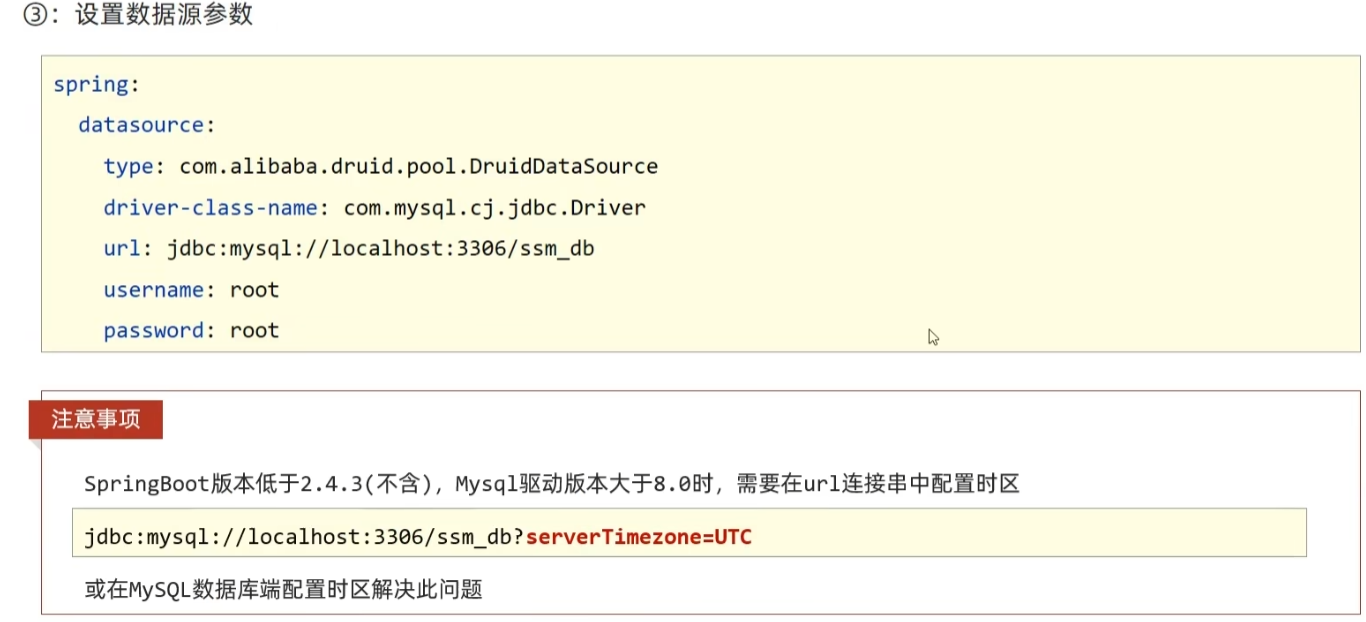 ③：设置数据源参数
spring:
  datasource:
    type: com.alibaba.druid.pool.DruidDataSource
    driver-class-name: com.mysql.cj.jdbc.Driver
    url: jdbc:mysql://localhost:3306/ssm_db
    username: root
    password: root
注意事项
SpringBoot版本低于2.4.3(不含)，Mysql驱动版本大于8.0时，需要在url连接串中配置时区
jdbc:mysql://localhost:3306/ssm_db?serverTimezone=UTC
或在MySQL数据库端配置时区解决此问题